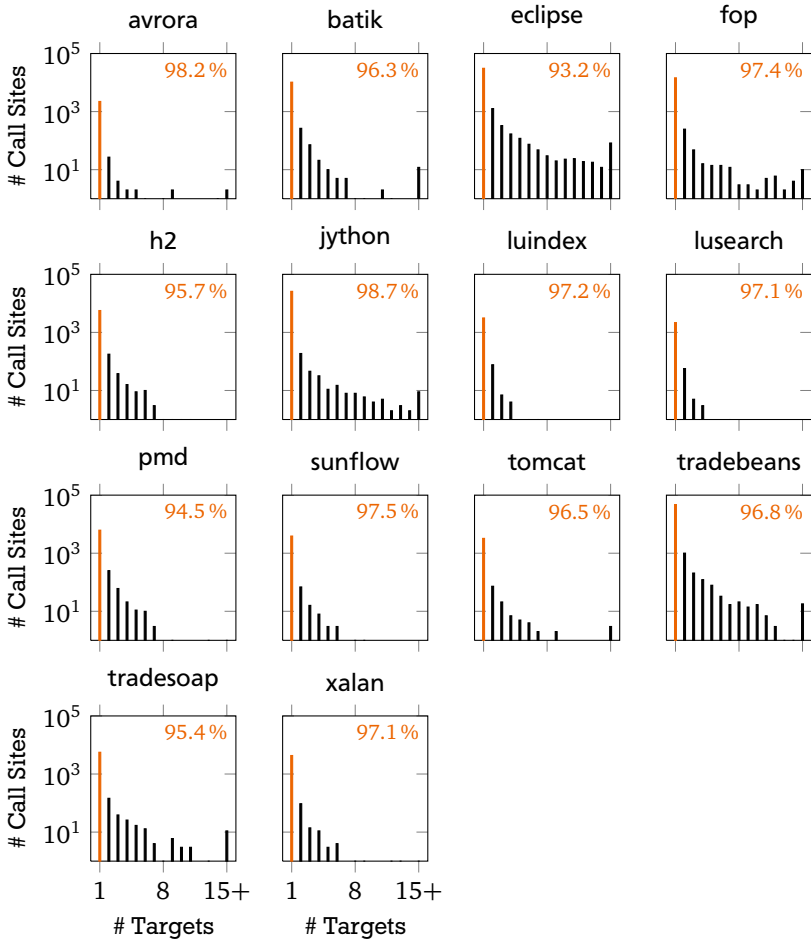 avrora batik eclipse fop
10^5 98.2 % 96.3 % 93.2 % 97.4 %
10^3
10^1
# Call Sites
h2 jython luindex lusearch
10^5 95.7 % 98.7 % 97.2 % 97.1 %
10^3
10^1
# Call Sites
pmd sunflow tomcat tradebeans
10^5 94.5 % 97.5 % 96.5 % 96.8 %
10^3
10^1
# Call Sites
tradesoap xalan
10^5 95.4 % 97.1 %
10^3
10^1
# Call Sites
1 8 15+ 1 8 15+
# Targets # Targets